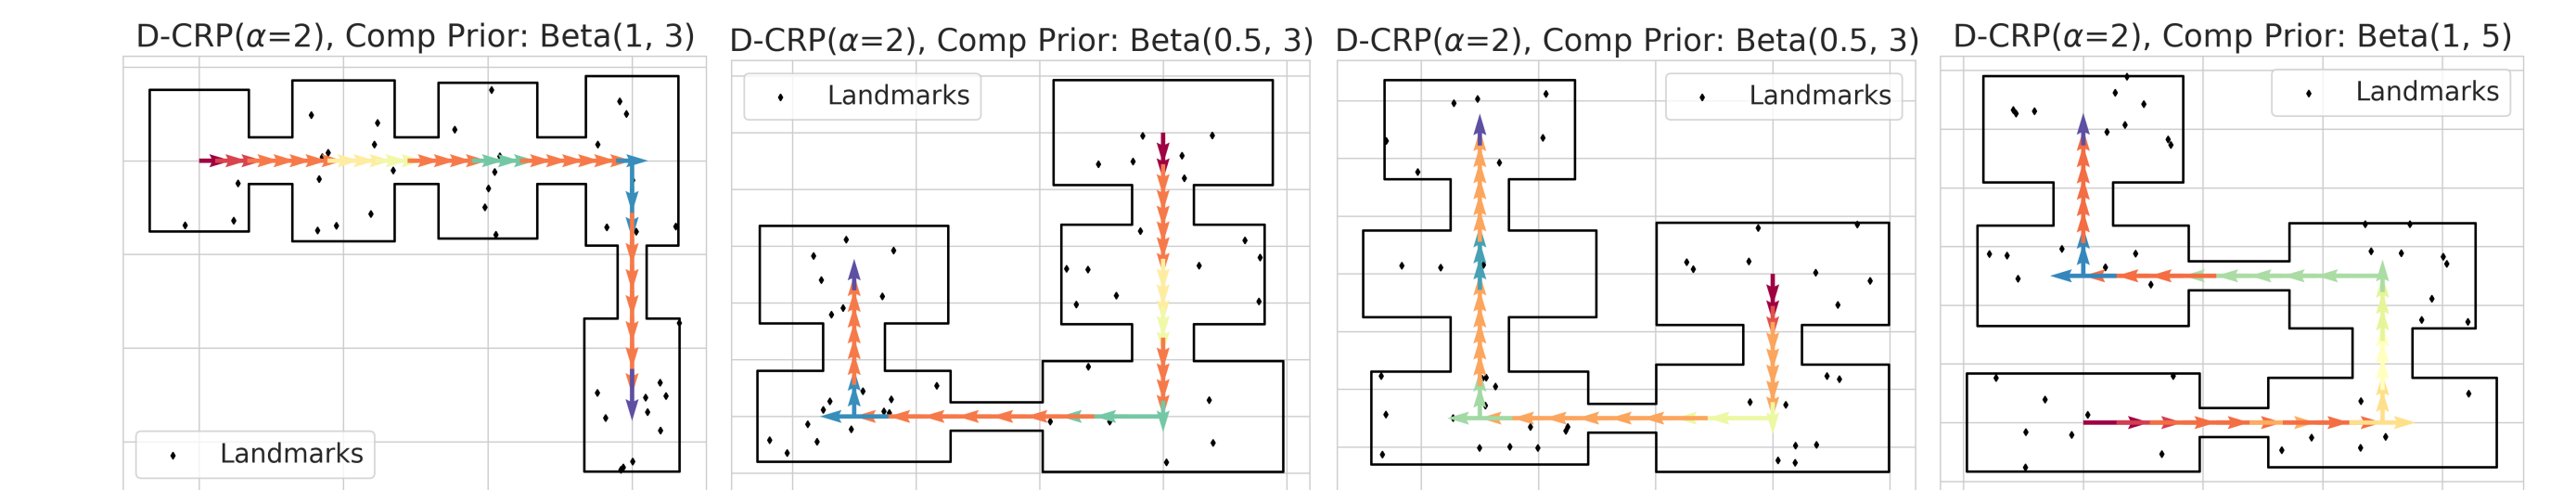 D-CRP(α=2), Comp Prior: Beta(1, 3)
Landmarks
D-CRP(α=2), Comp Prior: Beta(0.5, 3)
Landmarks
D-CRP(α=2), Comp Prior: Beta(0.5, 3)
Landmarks
D-CRP(α=2), Comp Prior: Beta(1, 5)
Landmarks